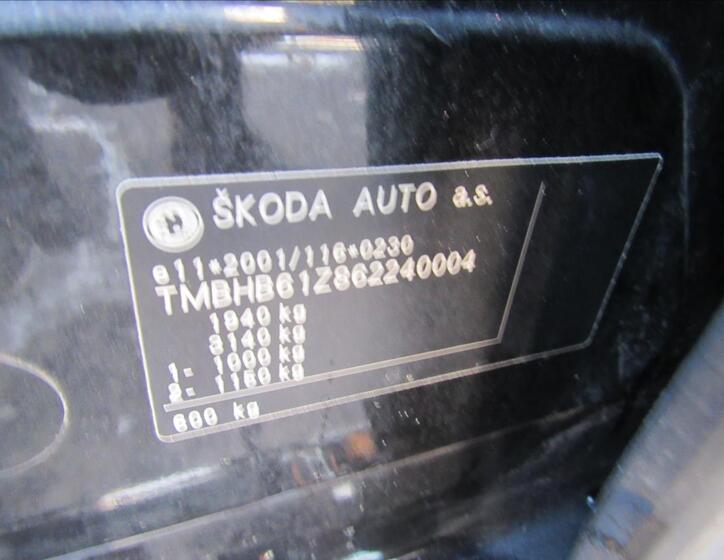 ŠKODA AUTO a.s.
e11*2001/116*0230
TMBHB61Z862240004
1940 kg
3140 kg
1- 1000 kg
2- 1150 kg
600 kg